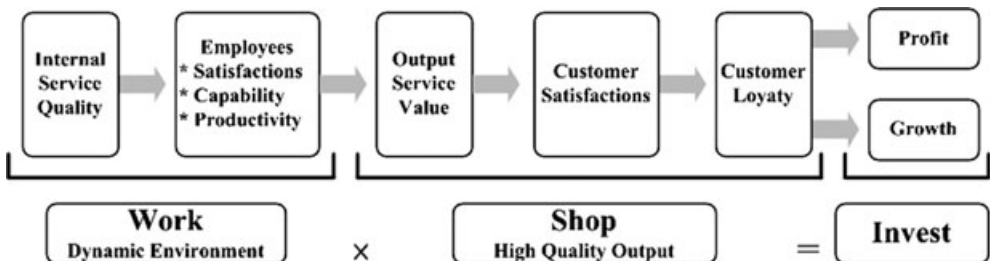 Internal
Service
Quality
Employees
* Satisfactions
* Capability
* Productivity
Output
Service
Value
Customer
Satisfactions
Customer
Loyaty
Profit
Growth
Work
Dynamic Environment
×
Shop
High Quality Output
=
Invest